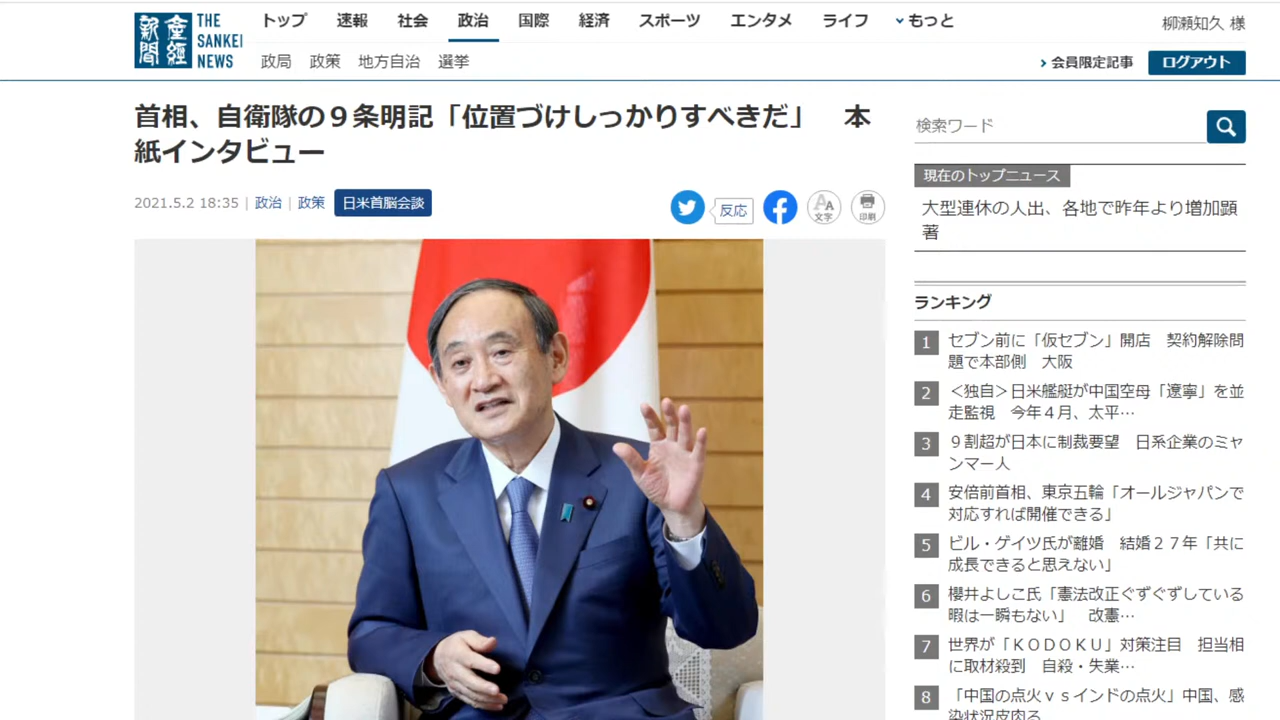 産経新聞
THE SANKEI NEWS
トップ 速報 社会 政治 国際 経済 スポーツ エンタメ ライフ もっと
柳瀬知久 様
政局 政策 地方自治 選挙
会員限定記事 ログアウト
首相、自衛隊の９条明記「位置づけしっかりすべきだ」　本
紙インタビュー
2021.5.2 18:35 | 政治 | 政策 日米首脳会談
反応
AA 文字
印刷
検索ワード
現在のトップニュース
大型連休の人出、各地で昨年より増加顕
著
ランキング
1 セブン前に「仮セブン」開店　契約解除問
題で本部側　大阪
2 ＜独自＞日米艦艇が中国空母「遼寧」を並
走監視　今年４月、太平…
3 ９割超が日本に制裁要望　日系企業のミャ
ンマー人
4 安倍前首相、東京五輪「オールジャパンで
対応すれば開催できる」
5 ビル・ゲイツ氏が離婚　結婚２７年「共に
成長できると思えない」
6 櫻井よしこ氏「憲法改正ぐずぐずしている
暇は一瞬もない」　改憲…
7 世界が「ＫＯＤＯＫＵ」対策注目　担当相
に取材殺到　自殺・失業…
8 「中国の点火ｖｓインドの点火」中国、感
染状況皮肉る